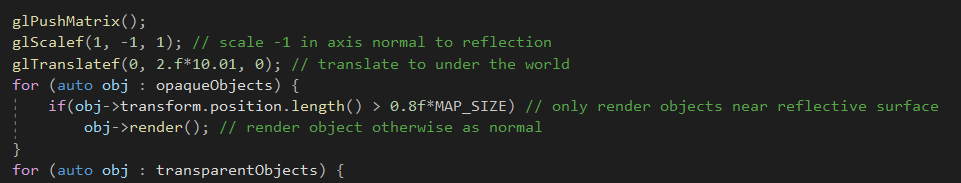 glPushMatrix();
glScalef(1, -1, 1); // scale -1 in axis normal to reflection
glTranslatef(0, 2.f*10.01, 0); // translate to under the world
for (auto obj : opaqueObjects) {
    if(obj->transform.position.length() > 0.8f*MAP_SIZE) // only render objects near reflective surface
        obj->render(); // render object otherwise as normal
}
for (auto obj : transparentObjects) {